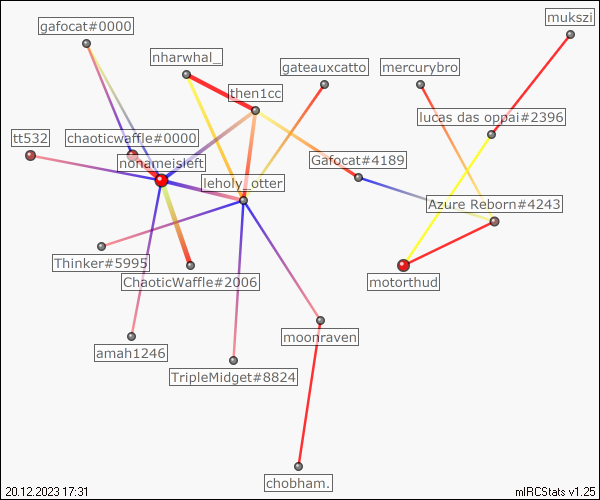 mukszi
gafocat#0000
nharwhal_
gateauxcatto
mercurybro
then1cc
lucas das oppai#2396
tt532
chaoticwaffle#0000
nonameisleft
Gafocat#4189
leholy_otter
Azure Reborn#4243
Thinker#5995
ChaoticWaffle#2006
motorthud
moonraven
amah1246
TripleMidget#8824
chobham.
20.12.2023 17:31
mIRCStats v1.25